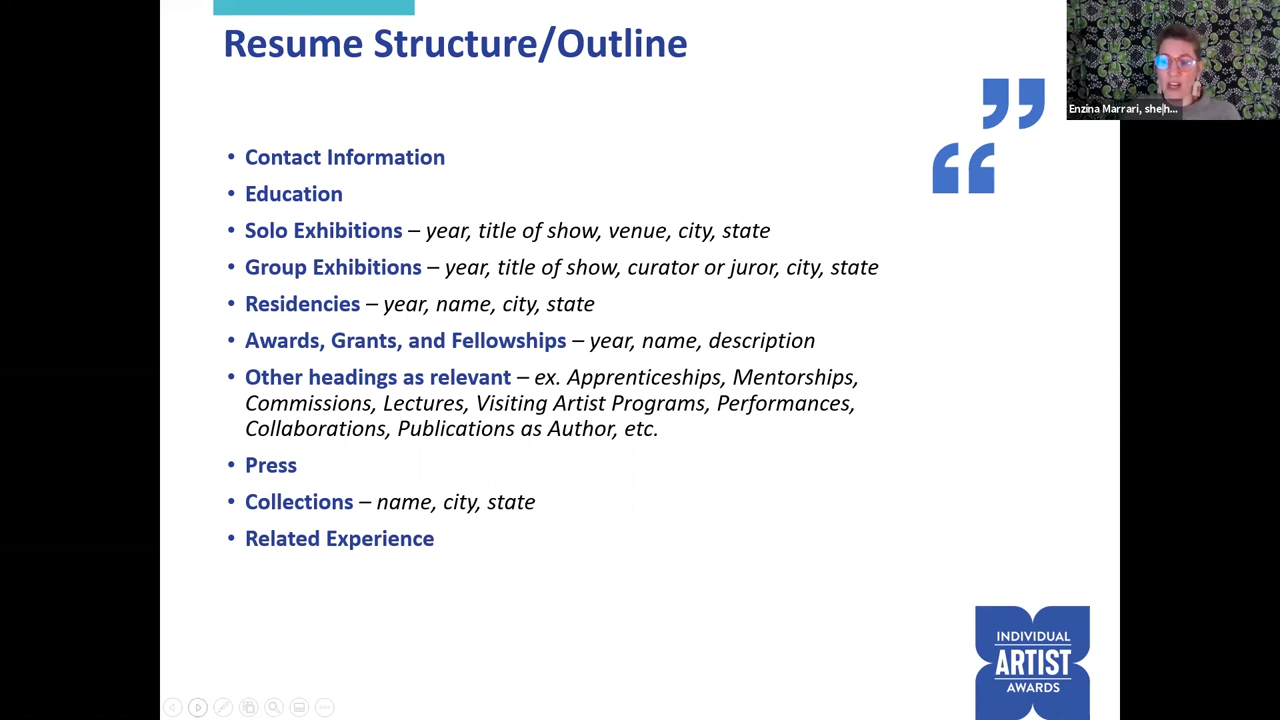 Resume Structure/Outline
Enzina Marrari, she|h...
• Contact Information
• Education
• Solo Exhibitions – year, title of show, venue, city, state
• Group Exhibitions – year, title of show, curator or juror, city, state
• Residencies – year, name, city, state
• Awards, Grants, and Fellowships – year, name, description
• Other headings as relevant – ex. Apprenticeships, Mentorships,
Commissions, Lectures, Visiting Artist Programs, Performances,
Collaborations, Publications as Author, etc.
• Press
• Collections – name, city, state
• Related Experience
INDIVIDUAL
ARTIST
AWARDS